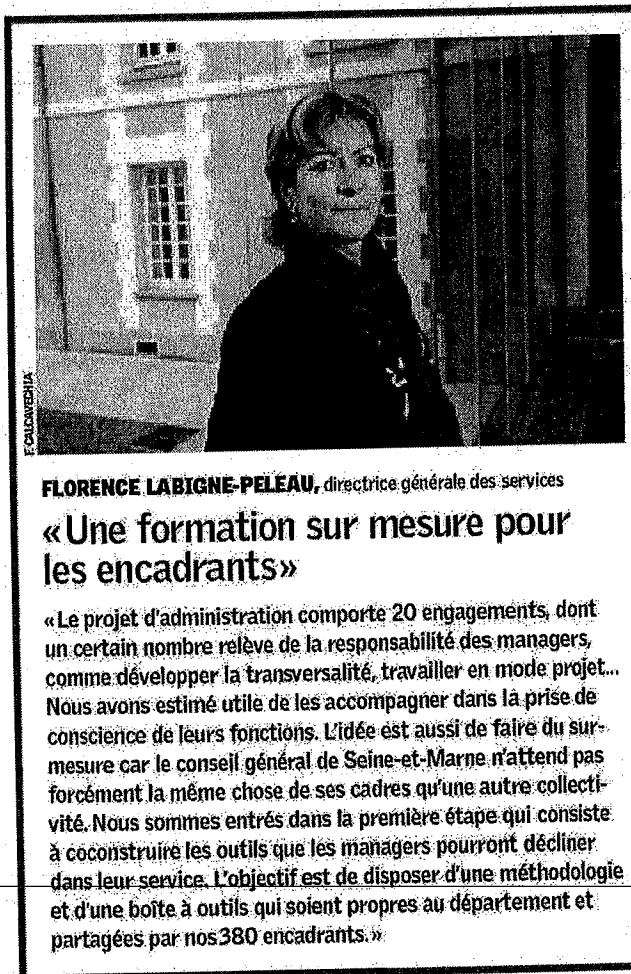 F. CALCAVECHIA
FLORENCE LABIGNE-PELEAU, directrice générale des services
«Une formation sur mesure pour
les encadrants»
«Le projet d'administration comporte 20 engagements, dont
un certain nombre relève de la responsabilité des managers,
comme développer la transversalité, travailler en mode projet...
Nous avons estimé utile de les accompagner dans la prise de
conscience de leurs fonctions. L'idée est aussi de faire du sur-
mesure car le conseil général de Seine-et-Marne n'attend pas
forcément la même chose de ses cadres qu'une autre collecti-
vité. Nous sommes entrés dans la première étape qui consiste
à coconstruire les outils que les managers pourront décliner
dans leur service. L'objectif est de disposer d'une méthodologie
et d'une boîte à outils qui soient propres au département et
partagées par nos 380 encadrants.»